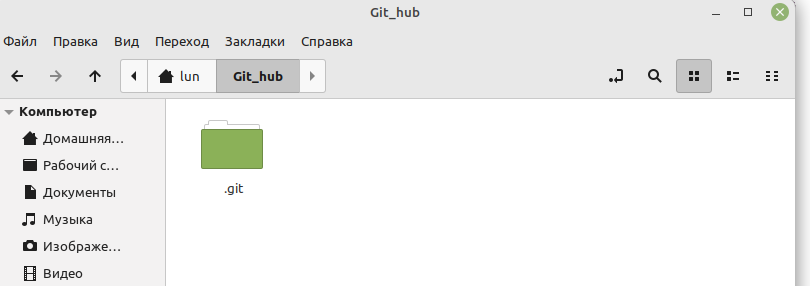 Git_hub
Файл Правка Вид Переход Закладки Справка
lun Git_hub
Компьютер
Домашняя...
Рабочий с...
Документы
Музыка
Изображе...
Видео
.git